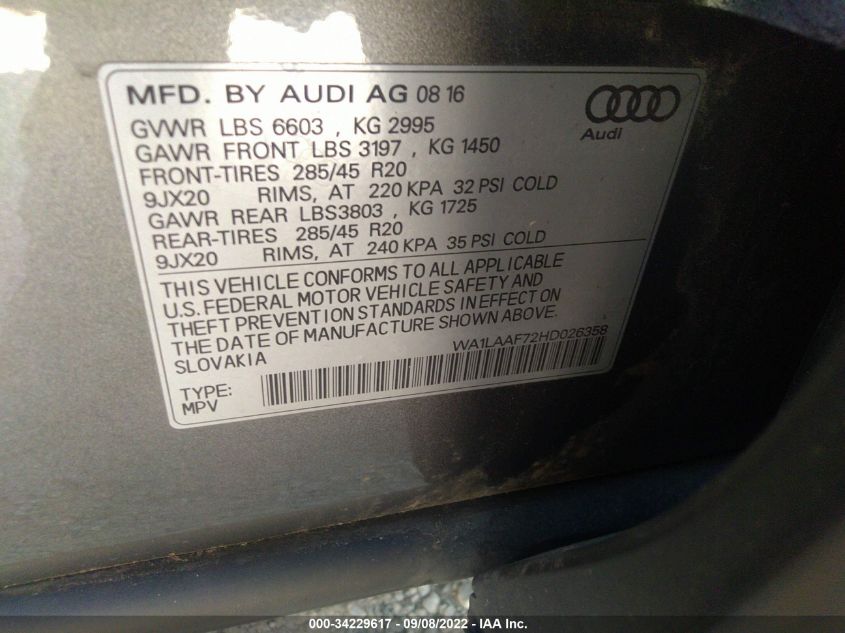 MFD. BY AUDI AG 08 16
Audi
GVWR LBS 6603 , KG 2995
GAWR FRONT LBS 3197 , KG 1450
FRONT-TIRES 285/45 R20
9JX20 RIMS, AT 220 KPA 32 PSI COLD
GAWR REAR LBS3803 , KG 1725
REAR-TIRES 285/45 R20
9JX20 RIMS, AT 240 KPA 35 PSI COLD
THIS VEHICLE CONFORMS TO ALL APPLICABLE
U.S. FEDERAL MOTOR VEHICLE SAFETY AND
THEFT PREVENTION STANDARDS IN EFFECT ON
THE DATE OF MANUFACTURE SHOWN ABOVE.
SLOVAKIA WA1LAAF72HD026358
TYPE:
MPV
000-34229617 - 09/08/2022 - IAA Inc.